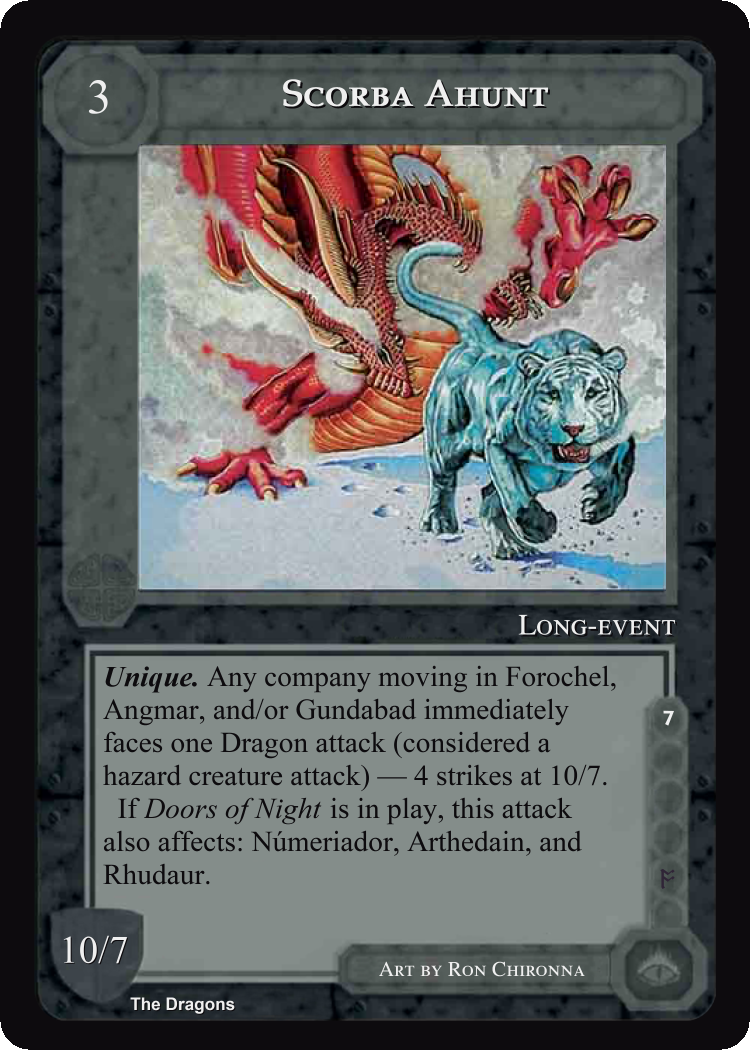 3
Scorba Ahunt
Long-event
Unique. Any company moving in Forochel,
Angmar, and/or Gundabad immediately
faces one Dragon attack (considered a
hazard creature attack) — 4 strikes at 10/7.
If Doors of Night is in play, this attack
also affects: Númeriador, Arthedain, and
Rhudaur.
7
ᚩ
10/7
Art by Ron Chironna
The Dragons